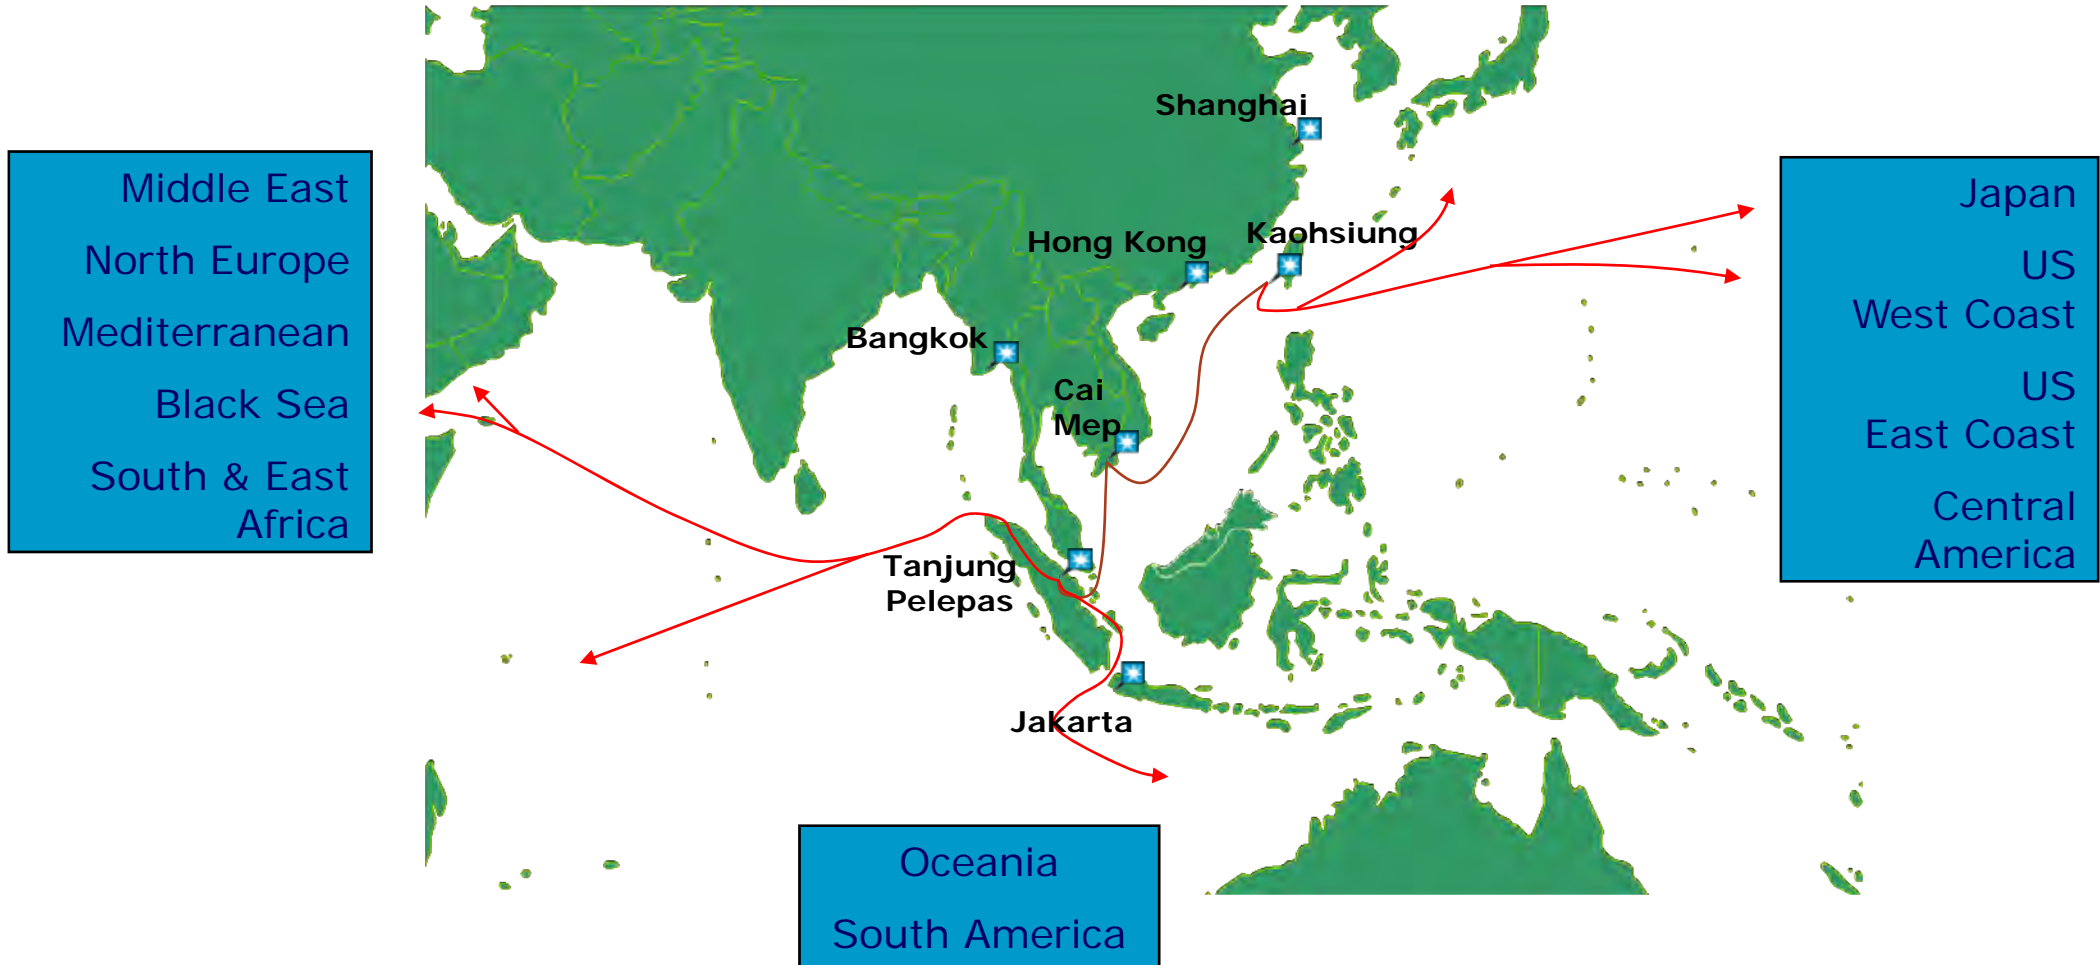 Middle East
North Europe
Mediterranean
Black Sea
South & East
Africa
Shanghai
Hong Kong
Kaohsiung
Bangkok
Cai
Mep
Tanjung
Pelepas
Jakarta
Japan
US
West Coast
US
East Coast
Central
America
Oceania
South America